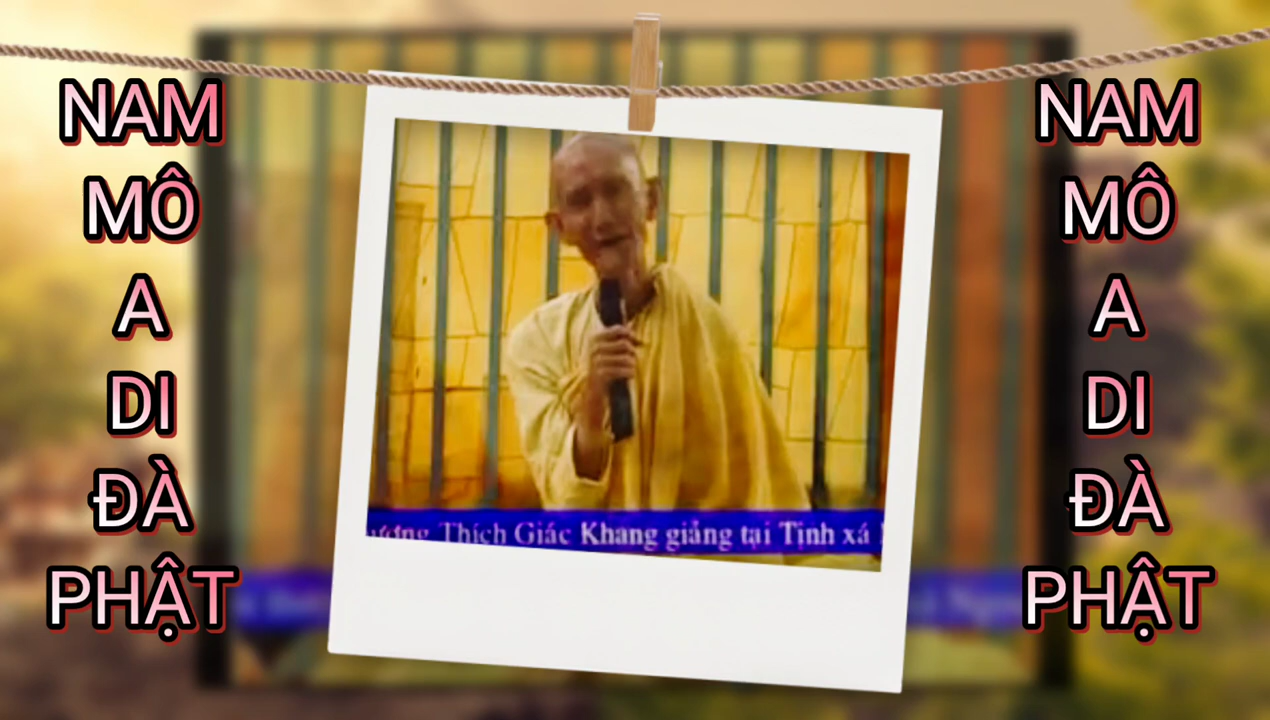 NAM
MÔ
A
DI
ĐÀ
PHẬT
Thích Giác Khang giảng tại Tịnh xá
NAM
MÔ
A
DI
ĐÀ
PHẬT